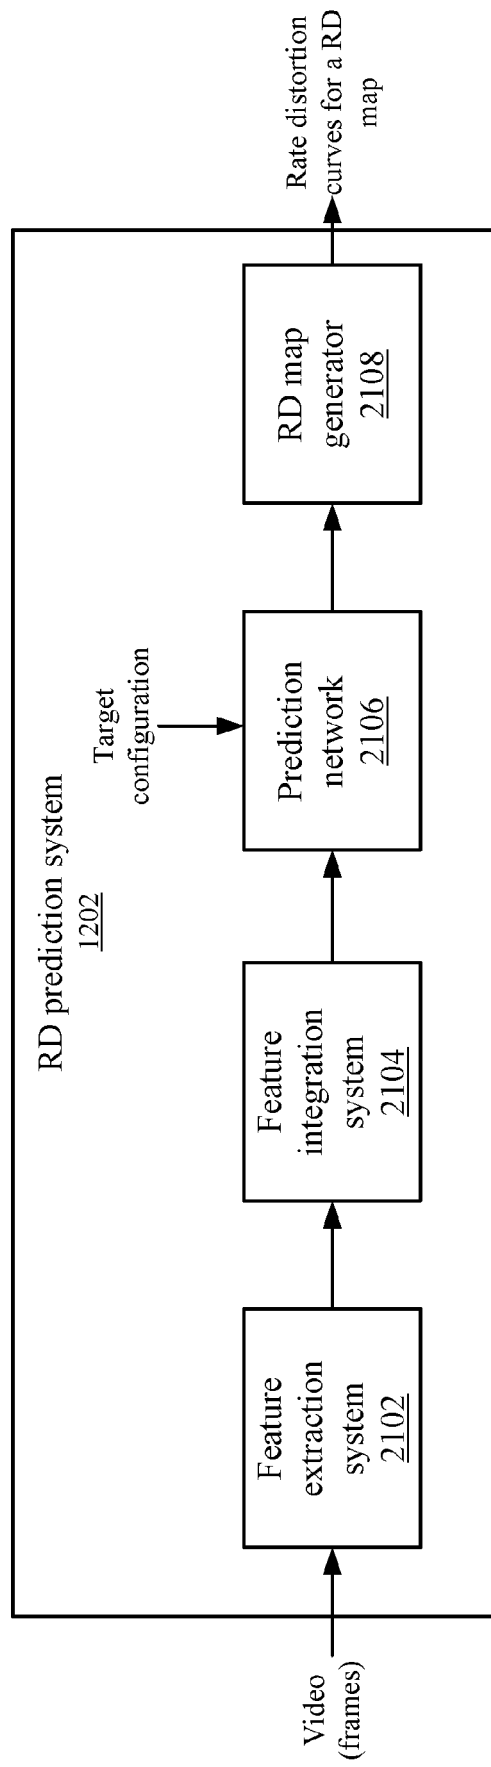 RD prediction system
1202
Video
(frames)
Feature
extraction
system
2102
Feature
integration
system
2104
Target
configuration
Prediction
network
2106
RD map
generator
2108
Rate distortion
curves for a RD
map